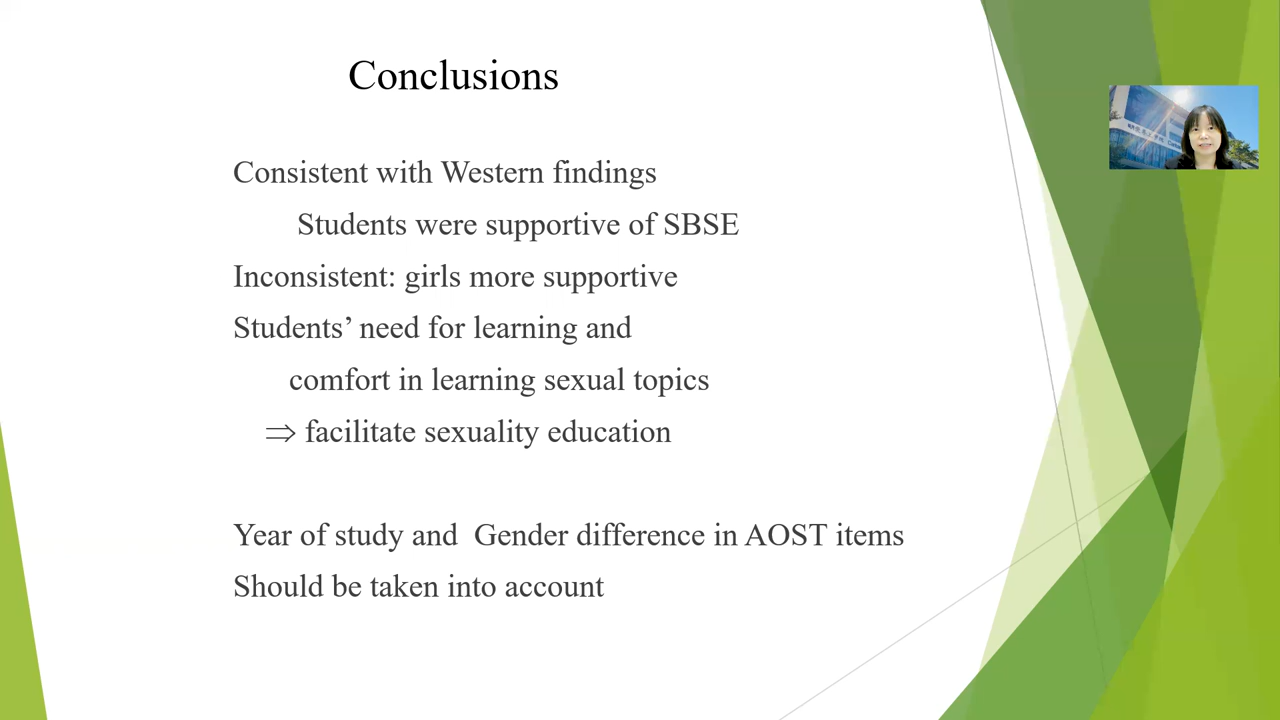 Conclusions
Consistent with Western findings
Students were supportive of SBSE
Inconsistent: girls more supportive
Students’ need for learning and
comfort in learning sexual topics
⇒ facilitate sexuality education
Year of study and  Gender difference in AOST items
Should be taken into account